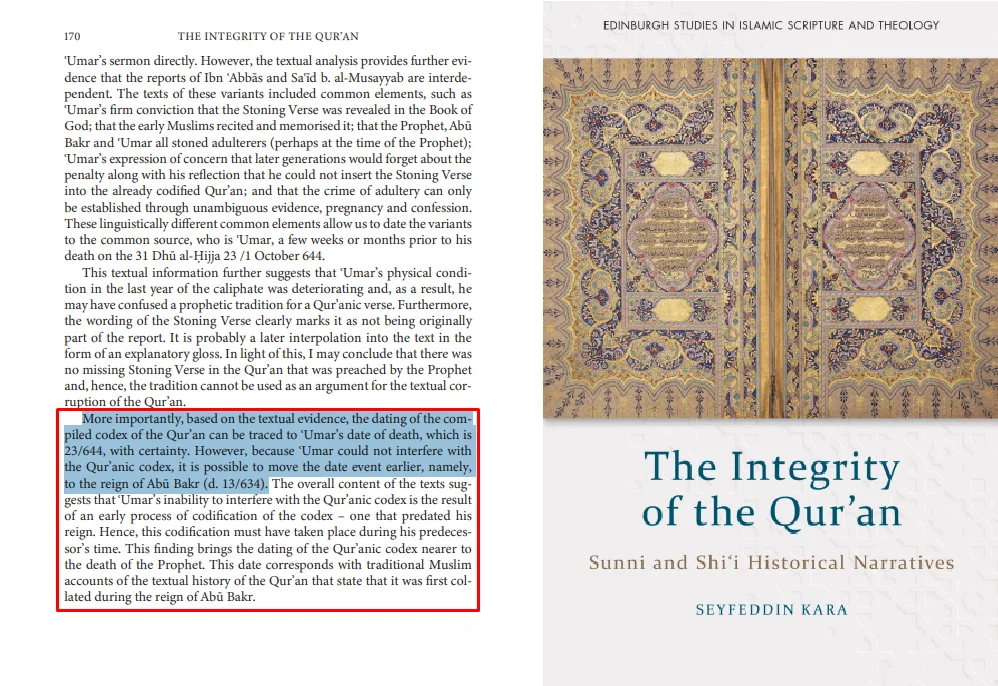 170 THE INTEGRITY OF THE QUR’AN
ʿUmar’s sermon directly. However, the textual analysis provides further evi-
dence that the reports of Ibn ʿAbbās and Saʿīd b. al-Musayyab are interde-
pendent. The texts of these variants included common elements, such as
ʿUmar’s firm conviction that the Stoning Verse was revealed in the Book of
God; that the early Muslims recited and memorised it; that the Prophet, Abū
Bakr and ʿUmar all stoned adulterers (perhaps at the time of the Prophet);
ʿUmar’s expression of concern that later generations would forget about the
penalty along with his reflection that he could not insert the Stoning Verse
into the already codified Qur’an; and that the crime of adultery can only
be established through unambiguous evidence, pregnancy and confession.
These linguistically different common elements allow us to date the variants
to the common source, who is ʿUmar, a few weeks or months prior to his
death on the 31 Dhū al-Ḥijja 23 /1 October 644.
This textual information further suggests that ʿUmar’s physical condi-
tion in the last year of the caliphate was deteriorating and, as a result, he
may have confused a prophetic tradition for a Qur’anic verse. Furthermore,
the wording of the Stoning Verse clearly marks it as not being originally
part of the report. It is probably a later interpolation into the text in the
form of an explanatory gloss. In light of this, I may conclude that there was
no missing Stoning Verse in the Qur’an that was preached by the Prophet
and, hence, the tradition cannot be used as an argument for the textual cor-
ruption of the Qur’an.
More importantly, based on the textual evidence, the dating of the com-
piled codex of the Qur’an can be traced to ʿUmar’s date of death, which is
23/644, with certainty. However, because ʿUmar could not interfere with
the Qur’anic codex, it is possible to move the date event earlier, namely,
to the reign of Abū Bakr (d. 13/634). The overall content of the texts sug-
gests that ʿUmar’s inability to interfere with the Qur’anic codex is the result
of an early process of codification of the codex – one that predated his
reign. Hence, this codification must have taken place during his predeces-
sor’s time. This finding brings the dating of the Qur’anic codex nearer to
the death of the Prophet. This date corresponds with traditional Muslim
accounts of the textual history of the Qur’an that state that it was first col-
lated during the reign of Abū Bakr.
EDINBURGH STUDIES IN ISLAMIC SCRIPTURE AND THEOLOGY
The Integrity
of the Qur’an
Sunni and Shiʿi Historical Narratives
SEYFEDDIN KARA